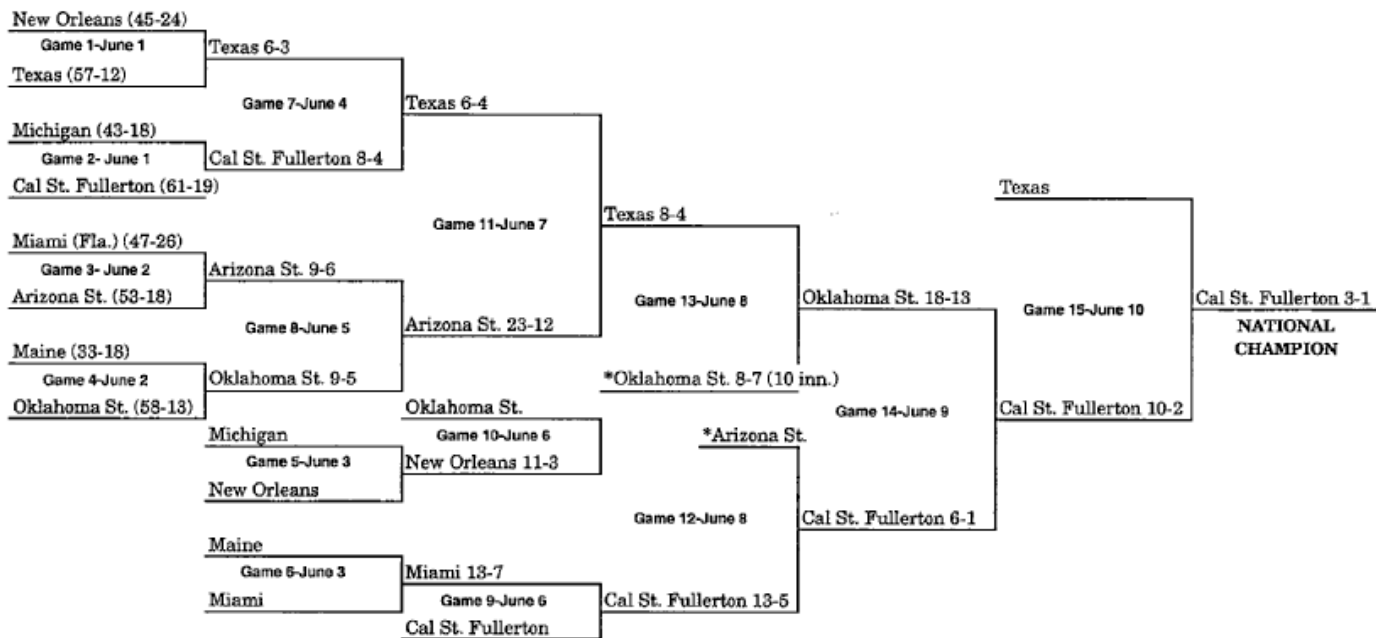 New Orleans (45-24)
Game 1-June 1
Texas (57-12)
Texas 6-3
Game 7-June 4
Michigan (43-18)
Game 2- June 1
Cal St. Fullerton (61-19)
Cal St. Fullerton 8-4
Texas 6-4
Game 11-June 7
Miami (Fla.) (47-26)
Game 3- June 2
Arizona St. (53-18)
Arizona St. 9-6
Game 8-June 5
Maine (33-18)
Game 4-June 2
Oklahoma St. (58-13)
Oklahoma St. 9-5
Arizona St. 23-12
Texas 8-4
Game 13-June 8
*Oklahoma St. 8-7 (10 inn.)
Oklahoma St.
Game 10-June 6
New Orleans 11-3
Michigan
Game 5-June 3
New Orleans
Maine
Game 6-June 3
Miami
Miami 13-7
Game 9-June 6
Cal St. Fullerton
*Arizona St.
Game 12-June 8
Cal St. Fullerton 13-5
Oklahoma St. 18-13
Game 14-June 9
Cal St. Fullerton 6-1
Texas
Game 15-June 10
Cal St. Fullerton 10-2
Cal St. Fullerton 3-1
NATIONAL
CHAMPION